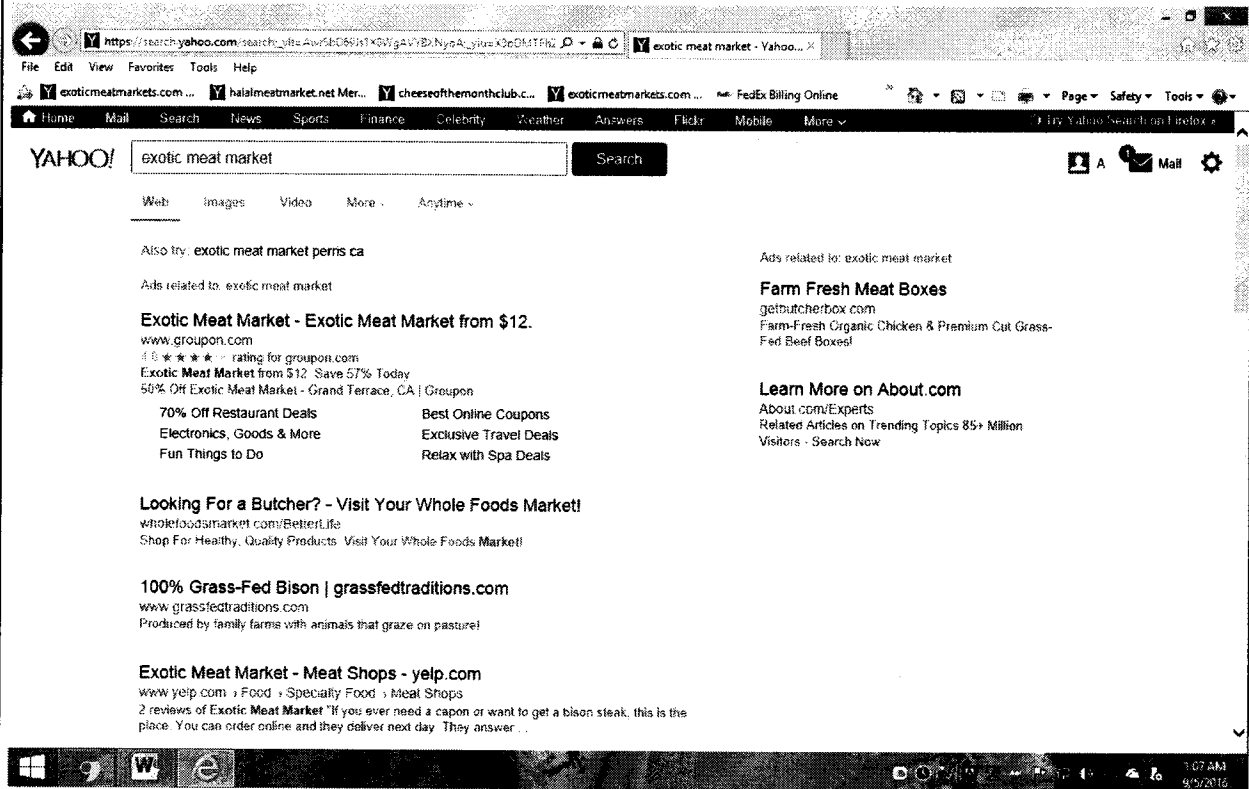 exotic meat market - Yahoo...
File Edit View Favorites Tools Help
exoticmeatmarkets.com ... halalmeatmarket.net Mer... cheeseofthemonthclub.c... exoticmeatmarkets.com ... FedEx Billing Online Page Safety Tools
Home Mail Search News Sports Finance Celebrity Weather Answers Flickr Mobile More Try Yahoo Search on Firefox »
YAHOO! exotic meat market Search A 1 Mail
Web Images Video More Anytime
Also try: exotic meat market perris ca
Ads related to: exotic meat market
Exotic Meat Market - Exotic Meat Market from $12.
www.groupon.com
★★★★ rating for groupon.com
Exotic Meat Market from $12 Save 57% Today
50% Off Exotic Meat Market - Grand Terrace, CA | Groupon
70% Off Restaurant Deals Best Online Coupons
Electronics, Goods & More Exclusive Travel Deals
Fun Things to Do Relax with Spa Deals
Looking For a Butcher? - Visit Your Whole Foods Market!
wholefoodsmarket.com/BetterLife
Shop For Healthy, Quality Products Visit Your Whole Foods Market!
100% Grass-Fed Bison | grassfedtraditions.com
www.grassfedtraditions.com
Produced by family farms with animals that graze on pasture!
Exotic Meat Market - Meat Shops - yelp.com
www.yelp.com › Food › Specialty Food › Meat Shops
2 reviews of Exotic Meat Market "If you ever need a capon or want to get a bison steak, this is the
place. You can order online and they deliver next day They answer ...
Ads related to: exotic meat market
Farm Fresh Meat Boxes
getbutcherbox.com
Farm-Fresh Organic Chicken & Premium Cut Grass-
Fed Beef Boxes!
Learn More on About.com
About.com/Experts
Related Articles on Trending Topics 85+ Million
Visitors - Search Now
1:07 AM
9/5/2016